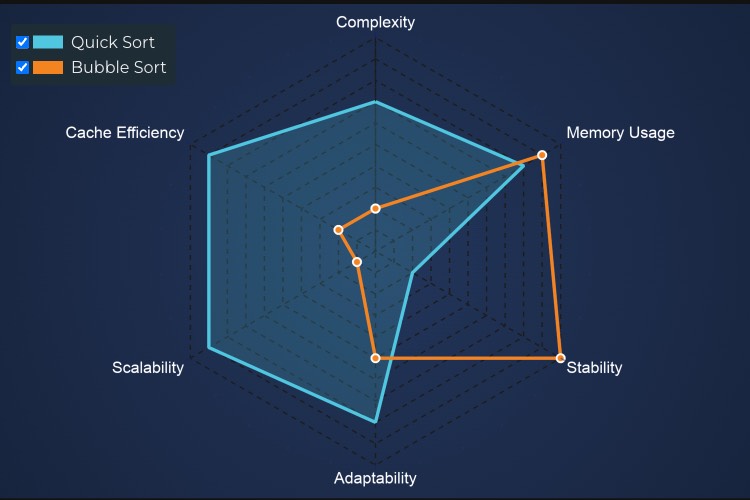 Complexity
Quick Sort
Bubble Sort
Cache Efficiency
Memory Usage
Scalability
Stability
Adaptability